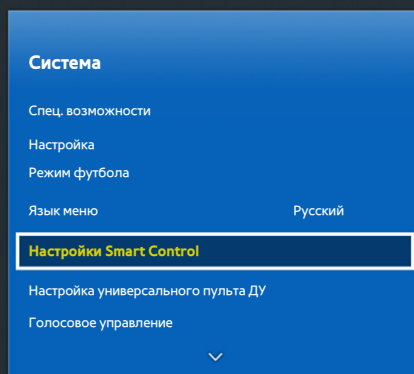 Система
Спец. возможности
Настройка
Режим футбола
Язык меню Русский
Настройки Smart Control
Настройка универсального пульта ДУ
Голосовое управление